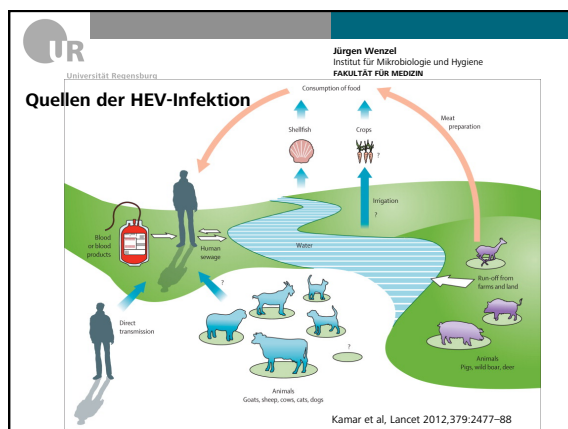 UR
Universität Regensburg
Jürgen Wenzel
Institut für Mikrobiologie und Hygiene
FAKULTÄT FÜR MEDIZIN
Quellen der HEV-Infektion
Consumption of food
Meat
preparation
Shellfish
Crops
?
Irrigation
?
Blood
or blood
products
Human
sewage
Water
Run-off from
farms and land
?
Direct
transmission
?
Animals
Pigs, wild boar, deer
Animals
Goats, sheep, cows, cats, dogs
Kamar et al, Lancet 2012,379:2477–88